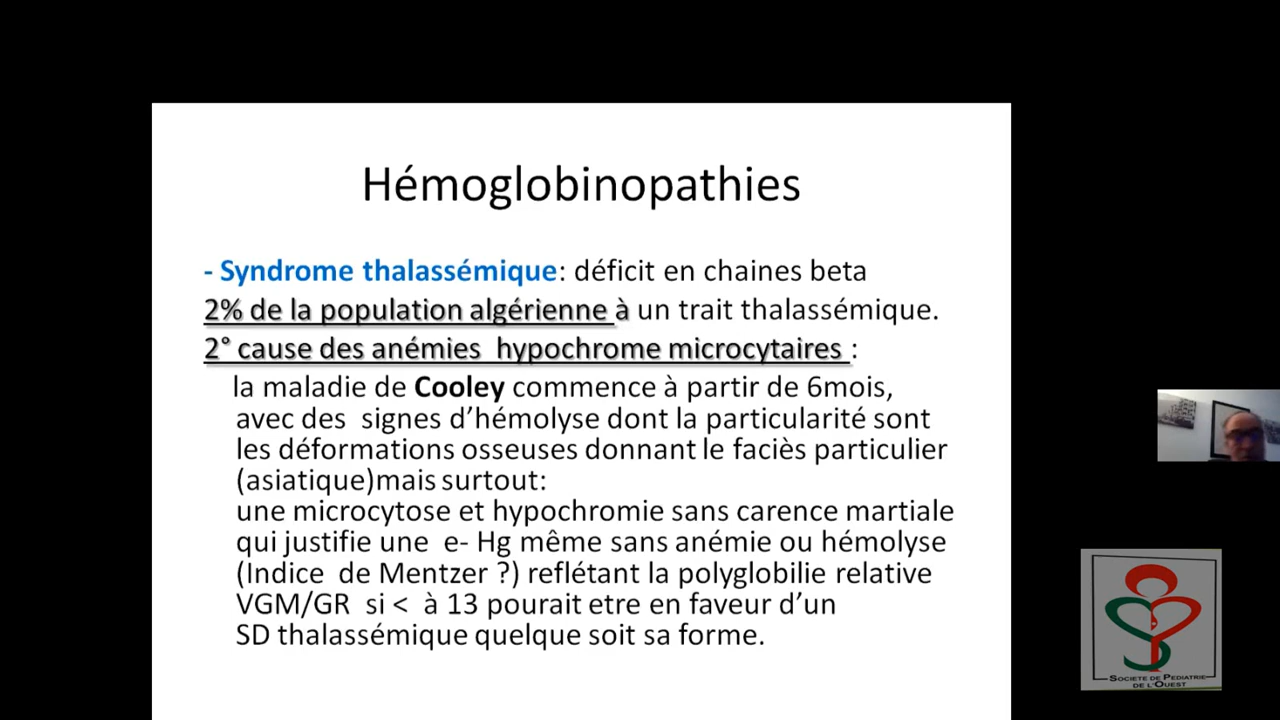 Hémoglobinopathies
- Syndrome thalassémique: déficit en chaines beta
2% de la population algérienne à un trait thalassémique.
2° cause des anémies hypochrome microcytaires :
la maladie de Cooley commence à partir de 6mois,
avec des signes d’hémolyse dont la particularité sont
les déformations osseuses donnant le faciès particulier
(asiatique)mais surtout:
une microcytose et hypochromie sans carence martiale
qui justifie une e- Hg même sans anémie ou hémolyse
(Indice de Mentzer ?) reflétant la polyglobilie relative
VGM/GR si < à 13 pourait etre en faveur d’un
SD thalassémique quelque soit sa forme.
SOCIETE DE PEDIATRIE
DE L'OUEST